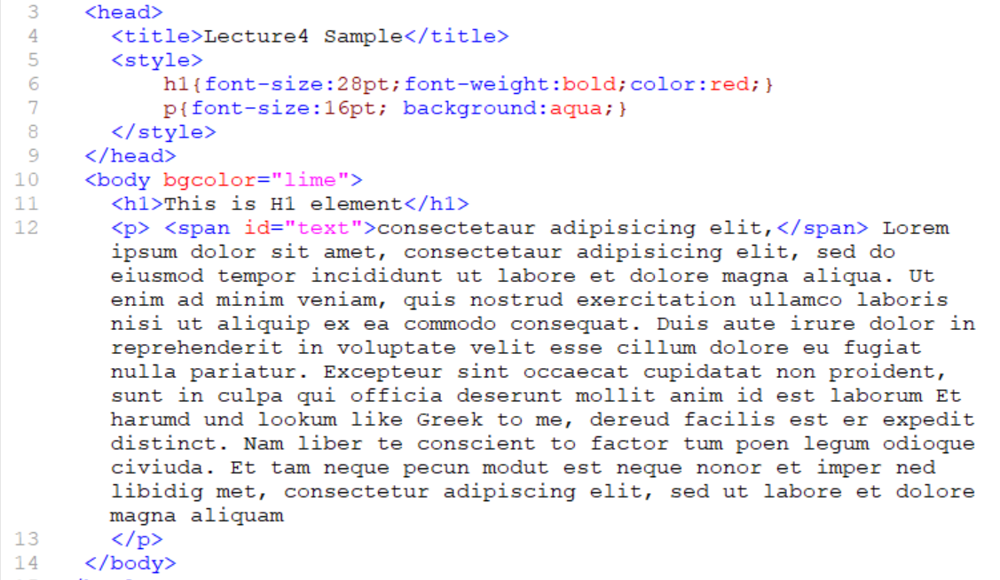 3 <head>
4 <title>Lecture4 Sample</title>
5 <style>
6 h1{font-size:28pt;font-weight:bold;color:red;}
7 p{font-size:16pt; background:aqua;}
8 </style>
9 </head>
10 <body bgcolor="lime">
11 <h1>This is H1 element</h1>
12 <p> <span id="text">consectetaur adipisicing elit,</span> Lorem
ipsum dolor sit amet, consectetaur adipisicing elit, sed do
eiusmod tempor incididunt ut labore et dolore magna aliqua. Ut
enim ad minim veniam, quis nostrud exercitation ullamco laboris
nisi ut aliquip ex ea commodo consequat. Duis aute irure dolor in
reprehenderit in voluptate velit esse cillum dolore eu fugiat
nulla pariatur. Excepteur sint occaecat cupidatat non proident,
sunt in culpa qui officia deserunt mollit anim id est laborum Et
harumd und lookum like Greek to me, dereud facilis est er expedit
distinct. Nam liber te conscient to factor tum poen legum odioque
civiuda. Et tam neque pecun modut est neque nonor et imper ned
libidig met, consectetur adipiscing elit, sed ut labore et dolore
magna aliquam
13 </p>
14 </body>